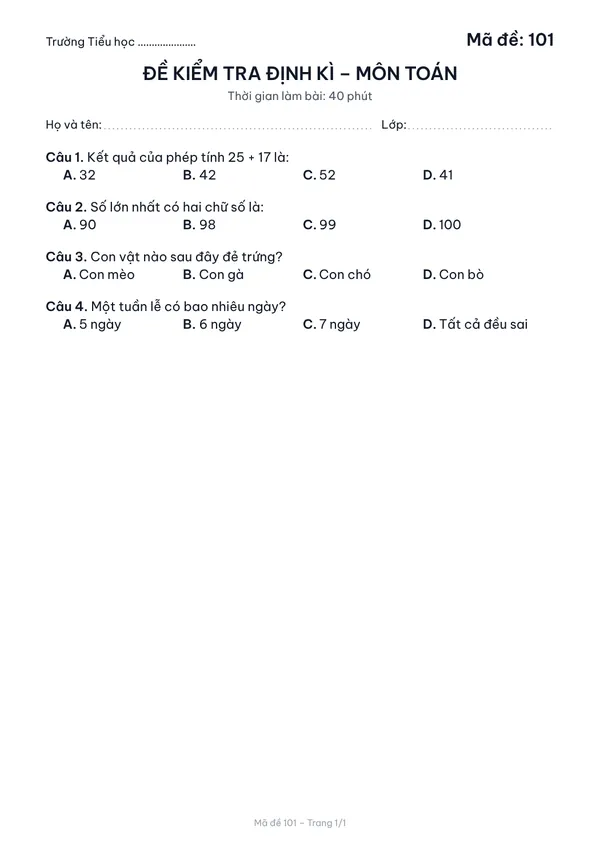 Trường Tiểu học .....................
Mã đề: 101
ĐỀ KIỂM TRA ĐỊNH KÌ – MÔN TOÁN
Thời gian làm bài: 40 phút
Họ và tên: Lớp:
Câu 1. Kết quả của phép tính 25 + 17 là:
A. 32 B. 42 C. 52 D. 41
Câu 2. Số lớn nhất có hai chữ số là:
A. 90 B. 98 C. 99 D. 100
Câu 3. Con vật nào sau đây đẻ trứng?
A. Con mèo B. Con gà C. Con chó D. Con bò
Câu 4. Một tuần lễ có bao nhiêu ngày?
A. 5 ngày B. 6 ngày C. 7 ngày D. Tất cả đều sai
Mã đề 101 – Trang 1/1